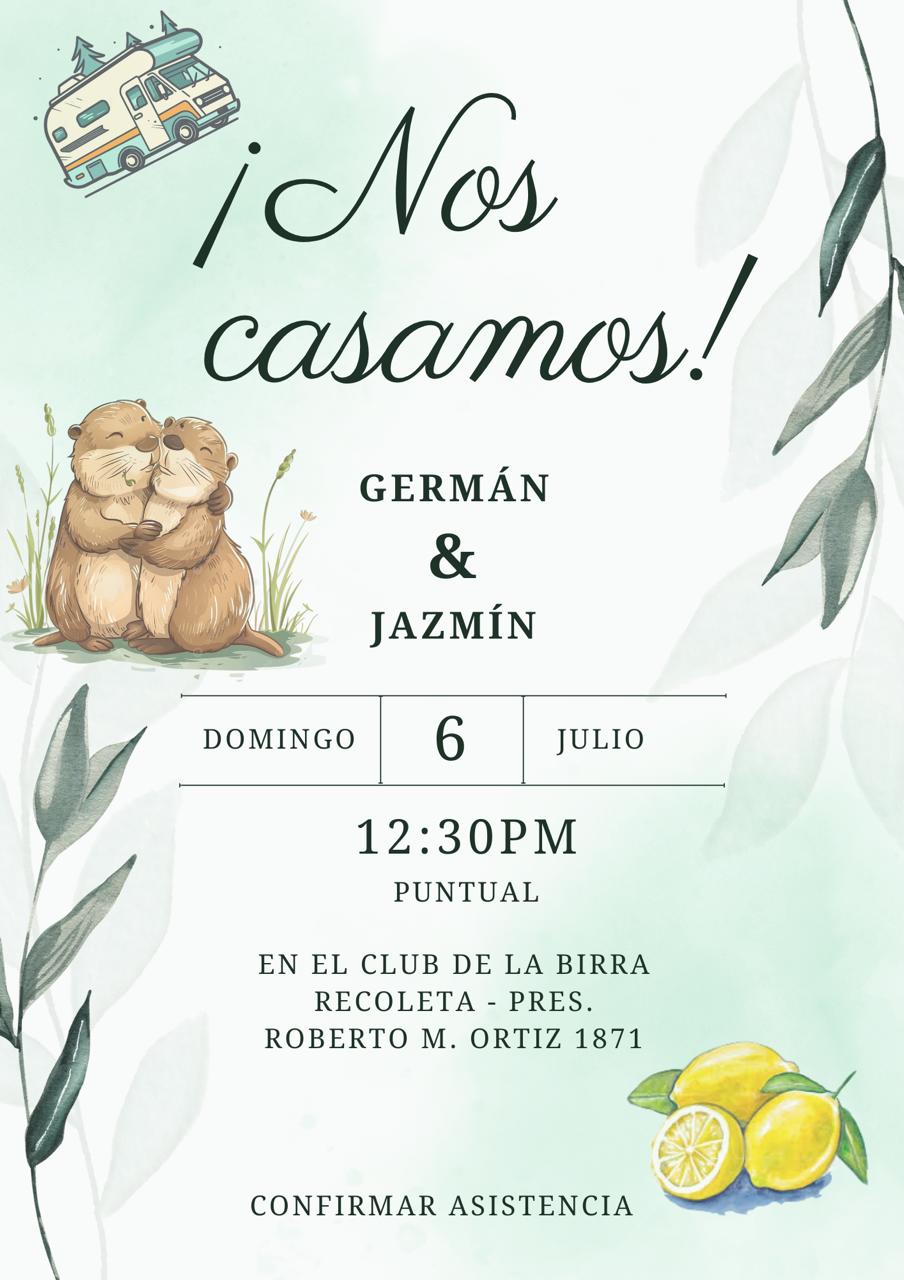 ¡Nos
casamos!
GERMÁN
&
JAZMÍN
DOMINGO 6 JULIO
12:30PM
PUNTUAL
EN EL CLUB DE LA BIRRA
RECOLETA - PRES.
ROBERTO M. ORTIZ 1871
CONFIRMAR ASISTENCIA